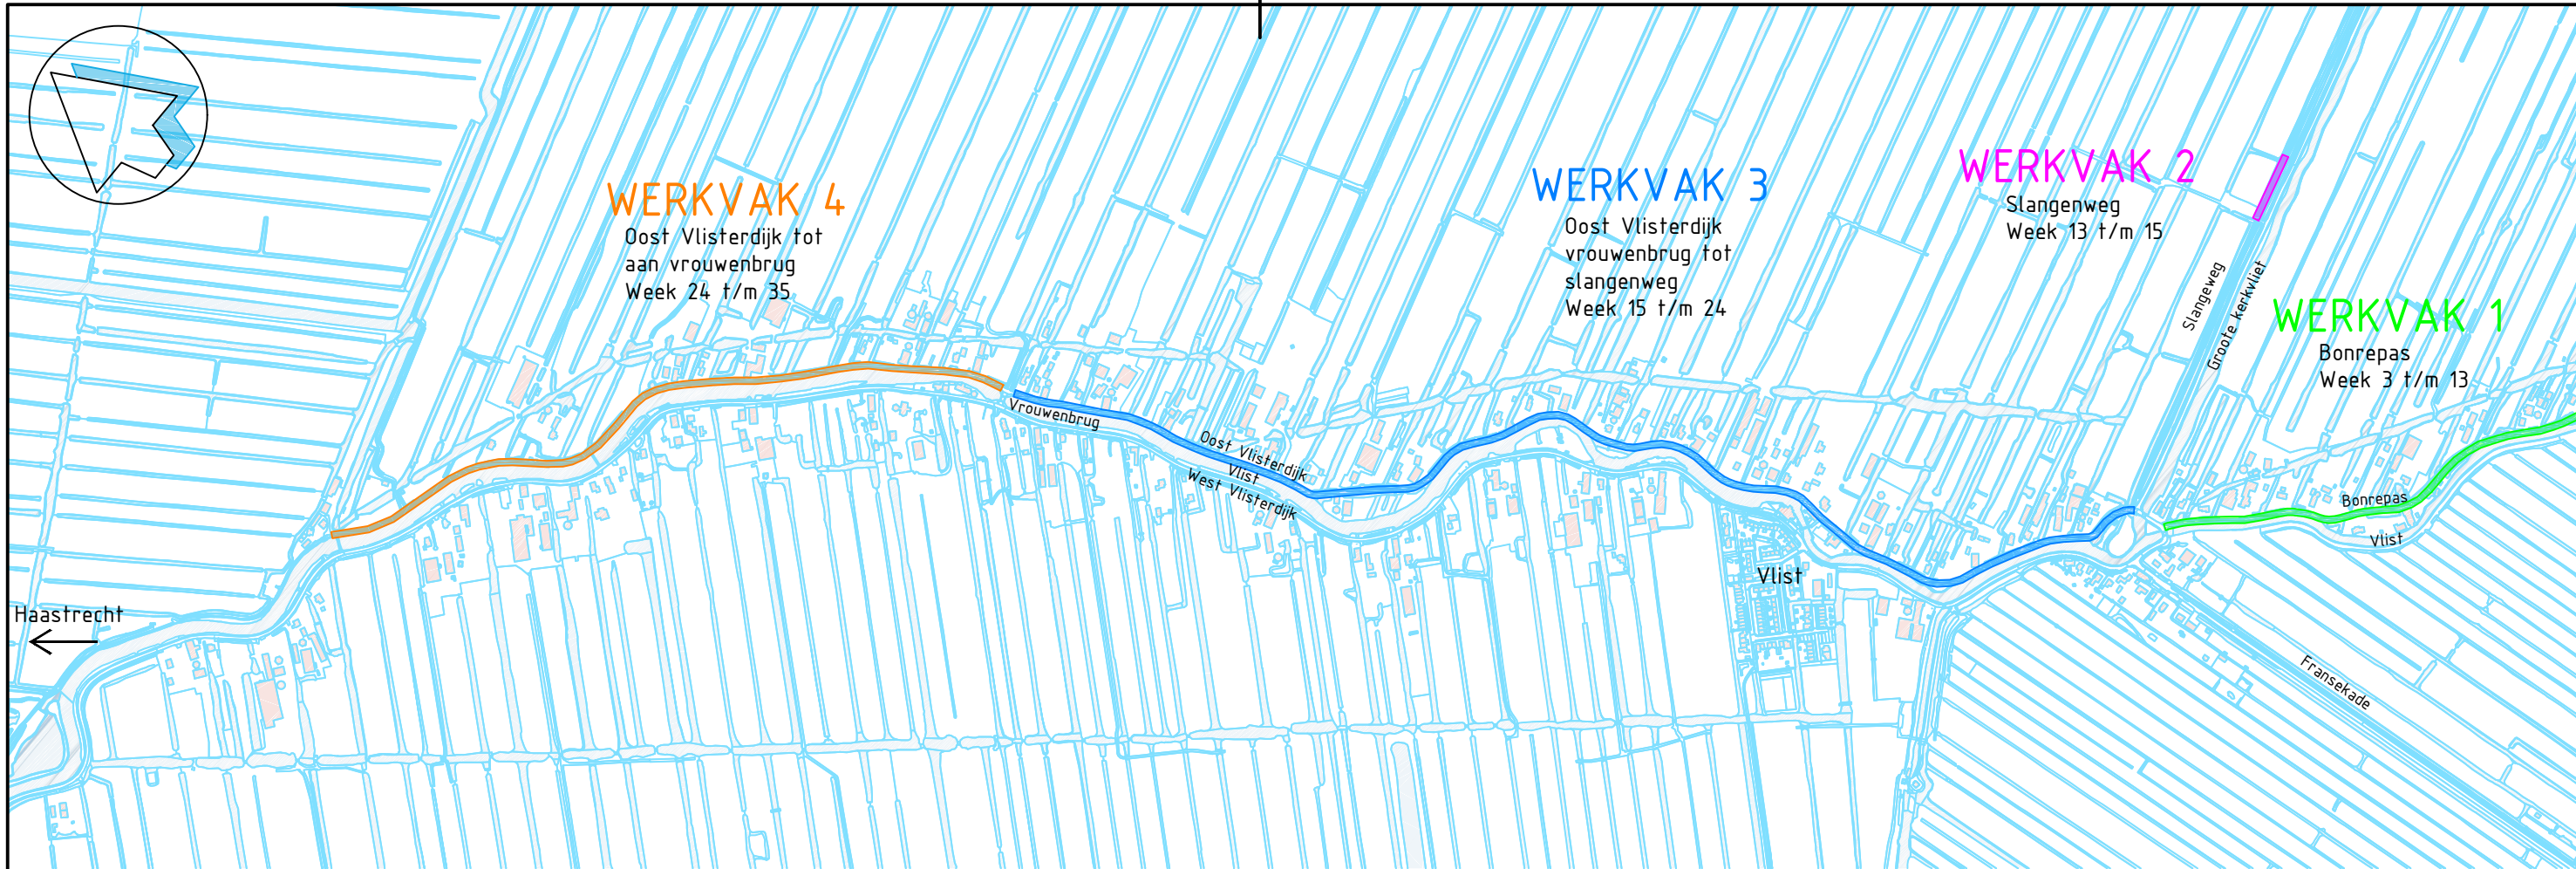 WERKVAK 4
Oost Vlisterdijk tot
aan vrouwenbrug
Week 24 t/m 35
WERKVAK 3
Oost Vlisterdijk
vrouwenbrug tot
slangenweg
Week 15 t/m 24
WERKVAK 2
Slangenweg
Week 13 t/m 15
WERKVAK 1
Bonrepas
Week 3 t/m 13
Slangeweg
Groote kerkvliet
Vrouwenbrug
Oost Vlisterdijk
Vlist
West Vlisterdijk
Bonrepas
Vlist
Vlist
Haastrecht
Fransekade